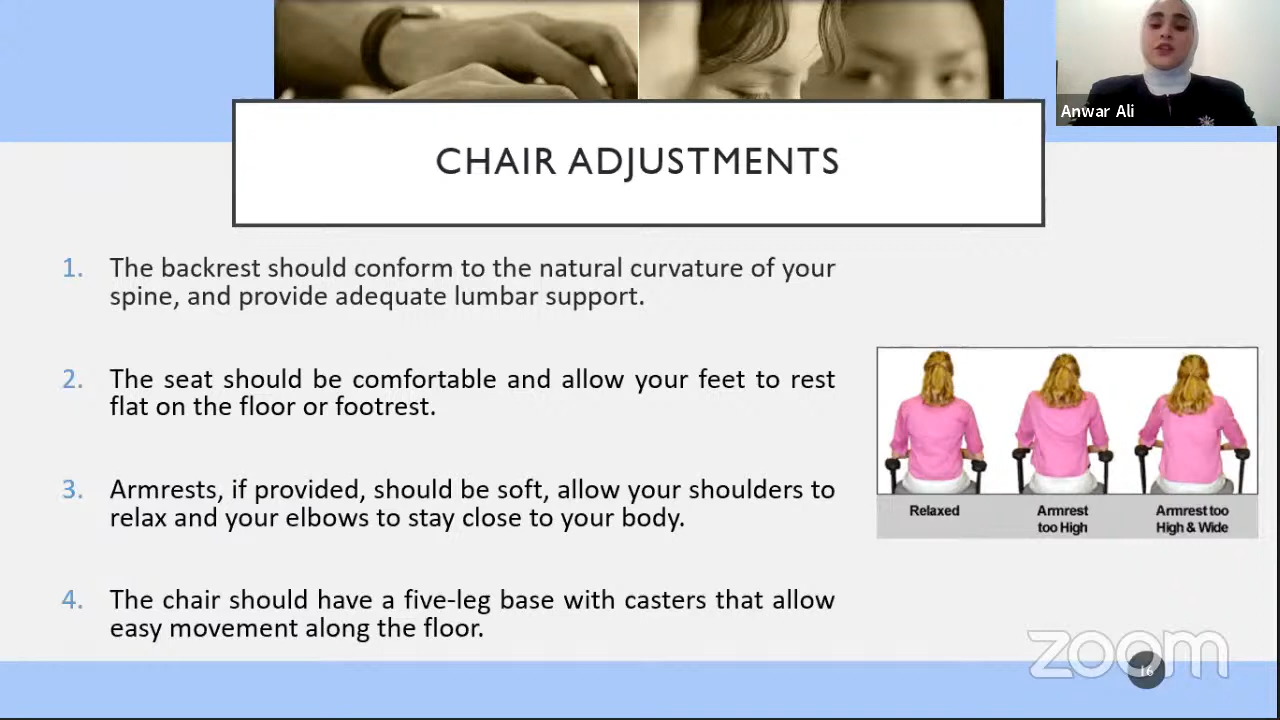 Anwar Ali
CHAIR ADJUSTMENTS
1. The backrest should conform to the natural curvature of your
spine, and provide adequate lumbar support.
2. The seat should be comfortable and allow your feet to rest
flat on the floor or footrest.
3. Armrests, if provided, should be soft, allow your shoulders to
relax and your elbows to stay close to your body.
4. The chair should have a five-leg base with casters that allow
easy movement along the floor.
Relaxed
Armrest
too High
Armrest too
High & Wide
zoom
16